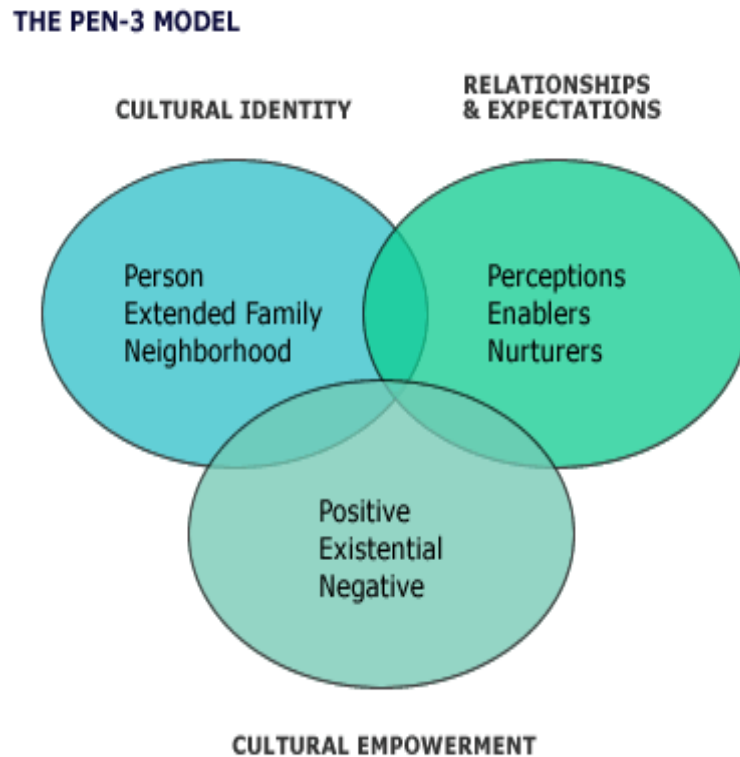 THE PEN-3 MODEL
CULTURAL IDENTITY
RELATIONSHIPS
& EXPECTATIONS
Person
Extended Family
Neighborhood
Perceptions
Enablers
Nurturers
Positive
Existential
Negative
CULTURAL EMPOWERMENT